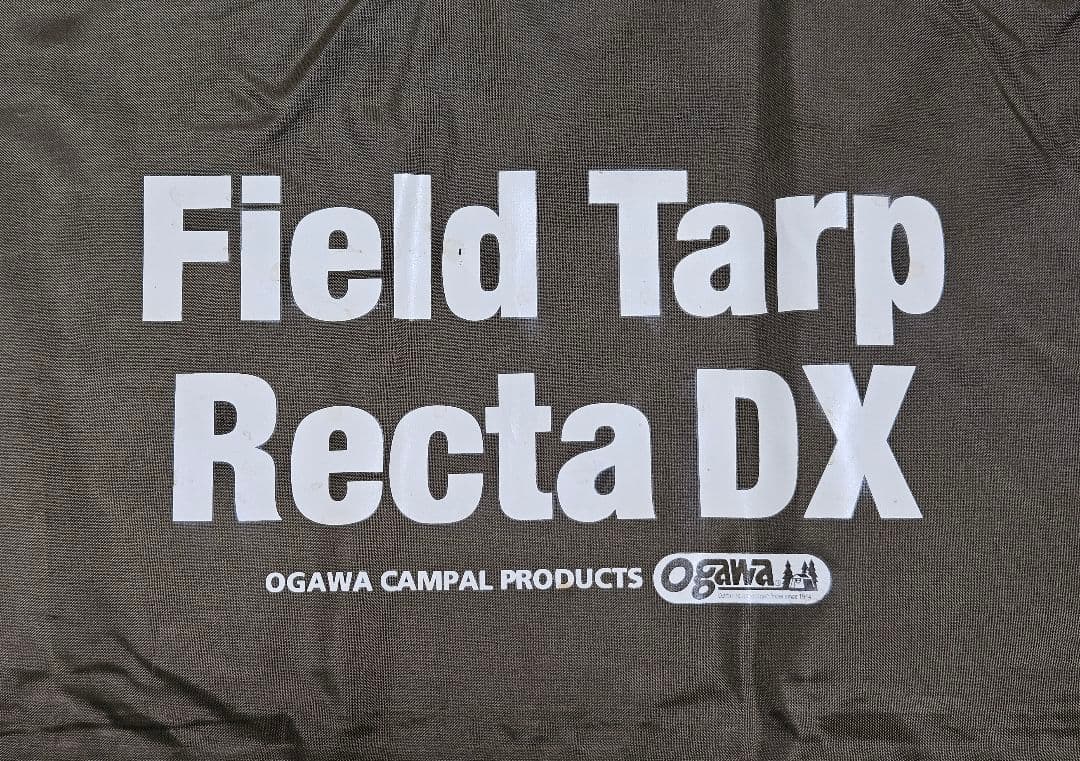 Field Tarp
Recta DX
OGAWA CAMPAL PRODUCTS Ogawa